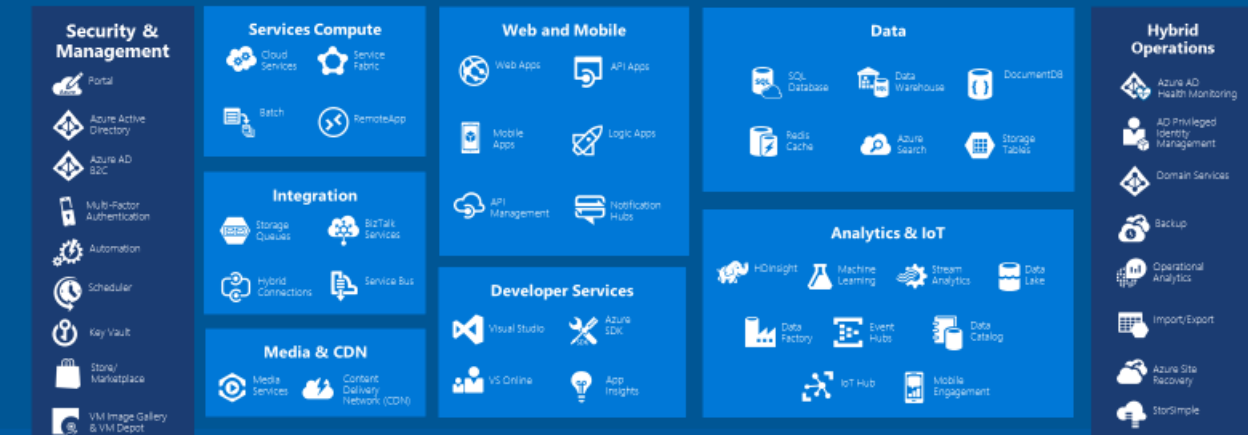 Security &
Management
Portal
Azure Active
Directory
Azure AD
B2C
Multi-Factor
Authentication
Automation
Scheduler
Key Vault
Store/
Marketplace
VM Image Gallery
& VM Depot
Services Compute
Cloud
Services
Service
Fabric
Batch
RemoteApp
Integration
Storage
Queues
BizTalk
Services
Hybrid
Connections
Service Bus
Media & CDN
Media
Services
Content
Delivery
Network (CDN)
Web and Mobile
Web Apps
API Apps
Mobile
Apps
Logic Apps
API
Management
Notification
Hubs
Developer Services
Visual Studio
Azure
SDK
VS Online
App
Insights
Data
SQL
SQL
Database
SQL
Data
Warehouse
DocumentDB
Redis
Cache
Azure
Search
Storage
Tables
Analytics & IoT
HDInsight
Machine
Learning
Stream
Analytics
Data
Lake
Data
Factory
Event
Hubs
Data
Catalog
IoT Hub
Mobile
Engagement
Hybrid
Operations
Azure AD
Health Monitoring
AD Privileged
Identity
Management
Domain Services
Backup
Operational
Analytics
Import/Export
Azure Site
Recovery
StorSimple